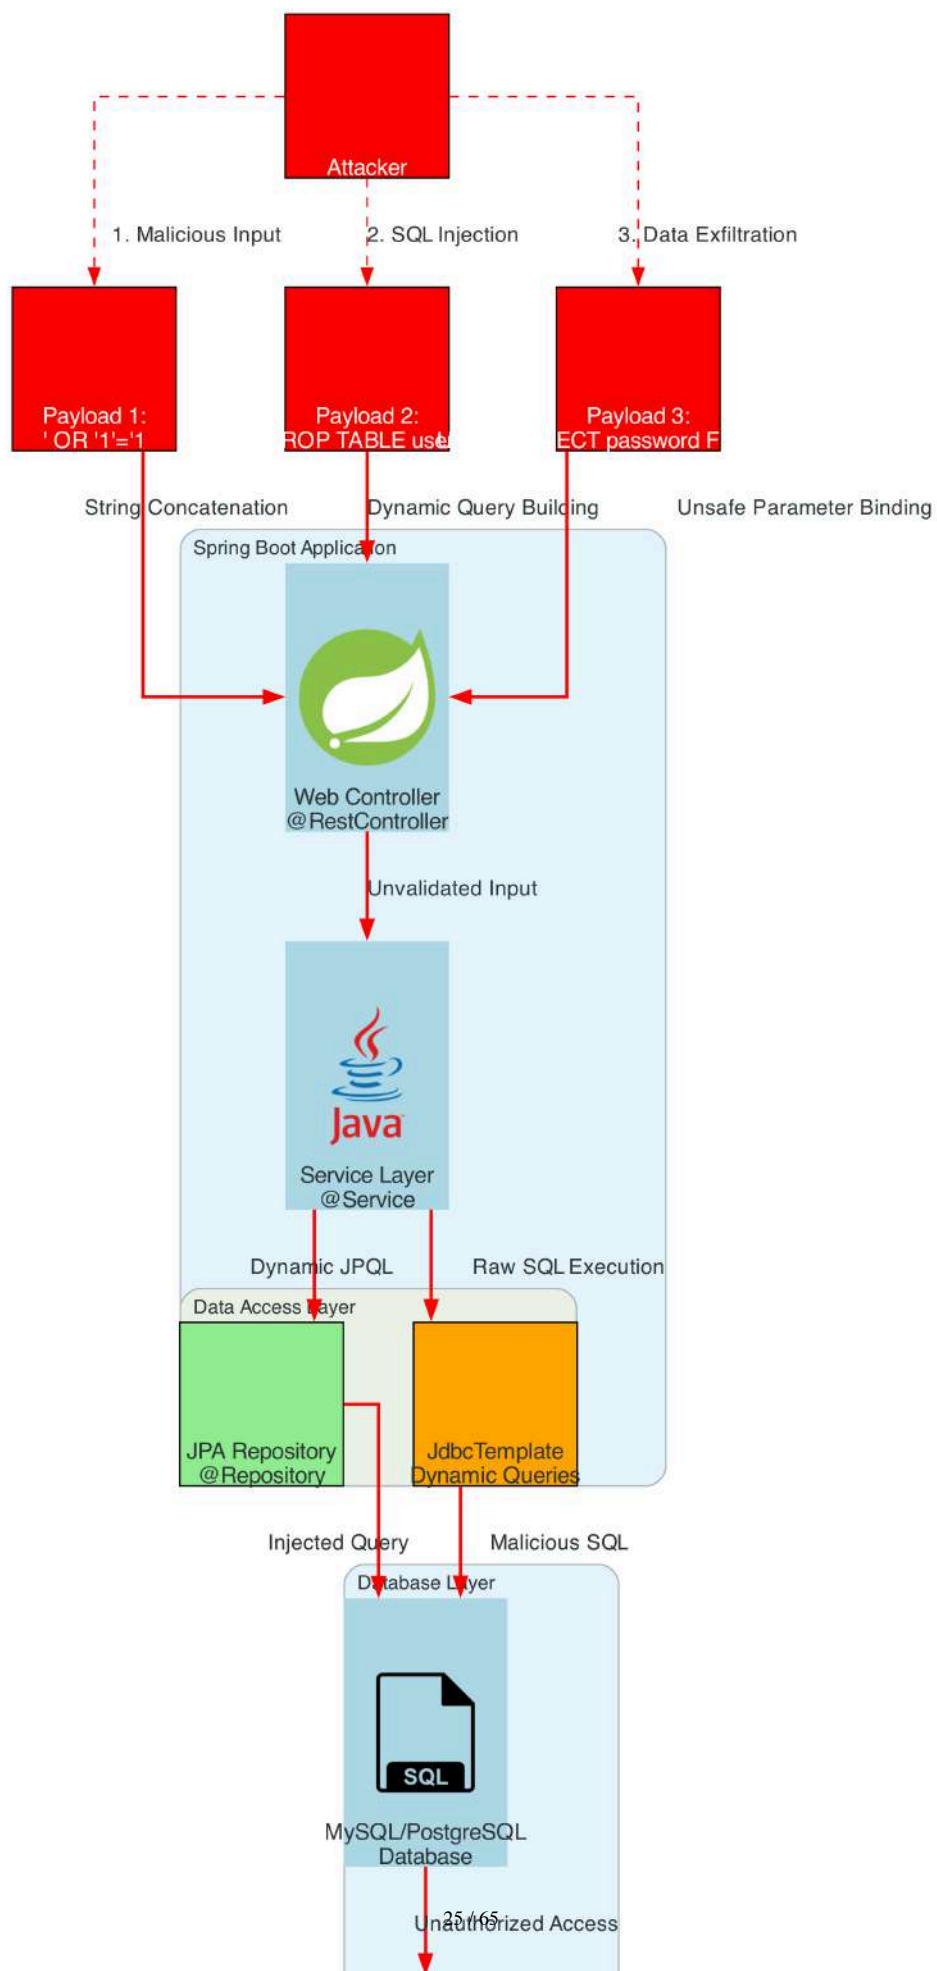 Attacker
1. Malicious Input
2. SQL Injection
3. Data Exfiltration
Payload 1:
' OR '1'='1
Payload 2:
ROP TABLE use
Payload 3:
ECT password F
String Concatenation
Dynamic Query Building
Unsafe Parameter Binding
Spring Boot Application
Web Controller
@RestController
Unvalidated Input
Java
Service Layer
@Service
Dynamic JPQL
Raw SQL Execution
Data Access Layer
JPA Repository
@Repository
JdbcTemplate
Dynamic Queries
Injected Query
Malicious SQL
Database Layer
SQL
MySQL/PostgreSQL
Database
25 / 65
Unauthorized Access